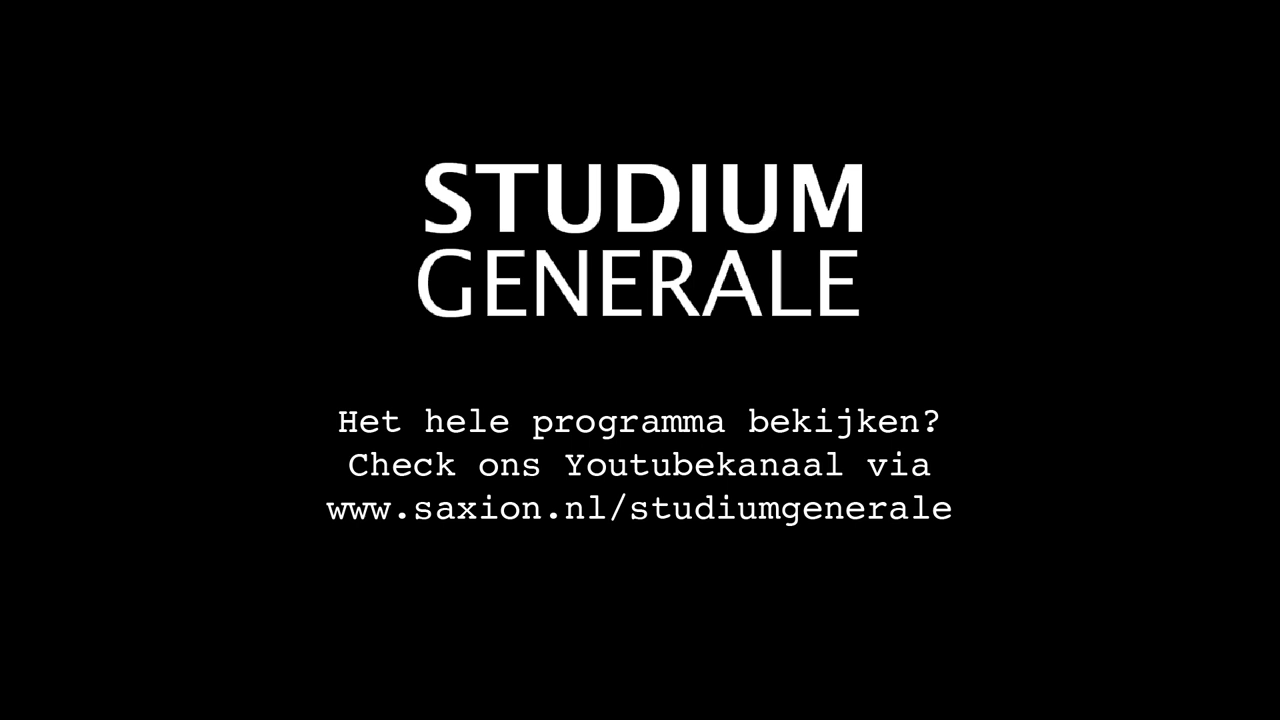 STUDIUM
GENERALE
Het hele programma bekijken?
Check ons Youtubekanaal via
www.saxion.nl/studiumgenerale